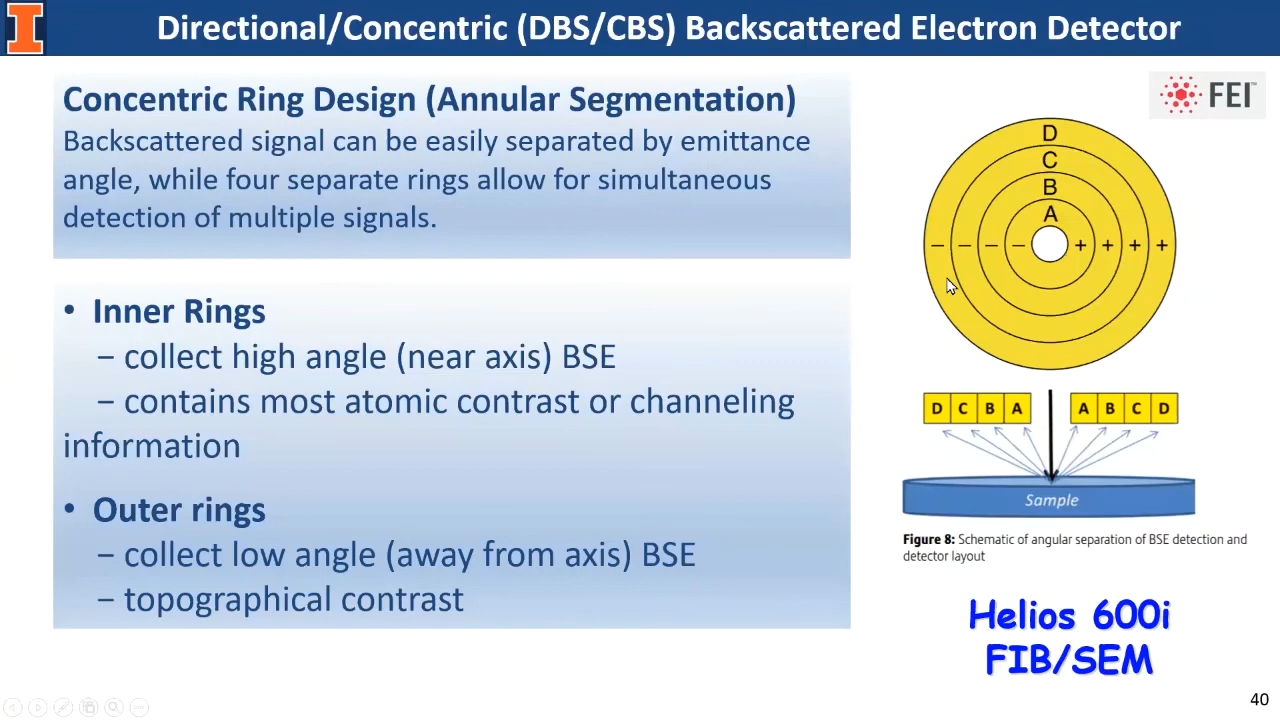 Directional/Concentric (DBS/CBS) Backscattered Electron Detector
Concentric Ring Design (Annular Segmentation)
Backscattered signal can be easily separated by emittance
angle, while four separate rings allow for simultaneous
detection of multiple signals.
• Inner Rings
− collect high angle (near axis) BSE
− contains most atomic contrast or channeling
information
• Outer rings
− collect low angle (away from axis) BSE
− topographical contrast
FEI™
D
C
B
A
− − − − + + + +
D C B A A B C D
Sample
Figure 8: Schematic of angular separation of BSE detection and
detector layout
Helios 600i
FIB/SEM
40